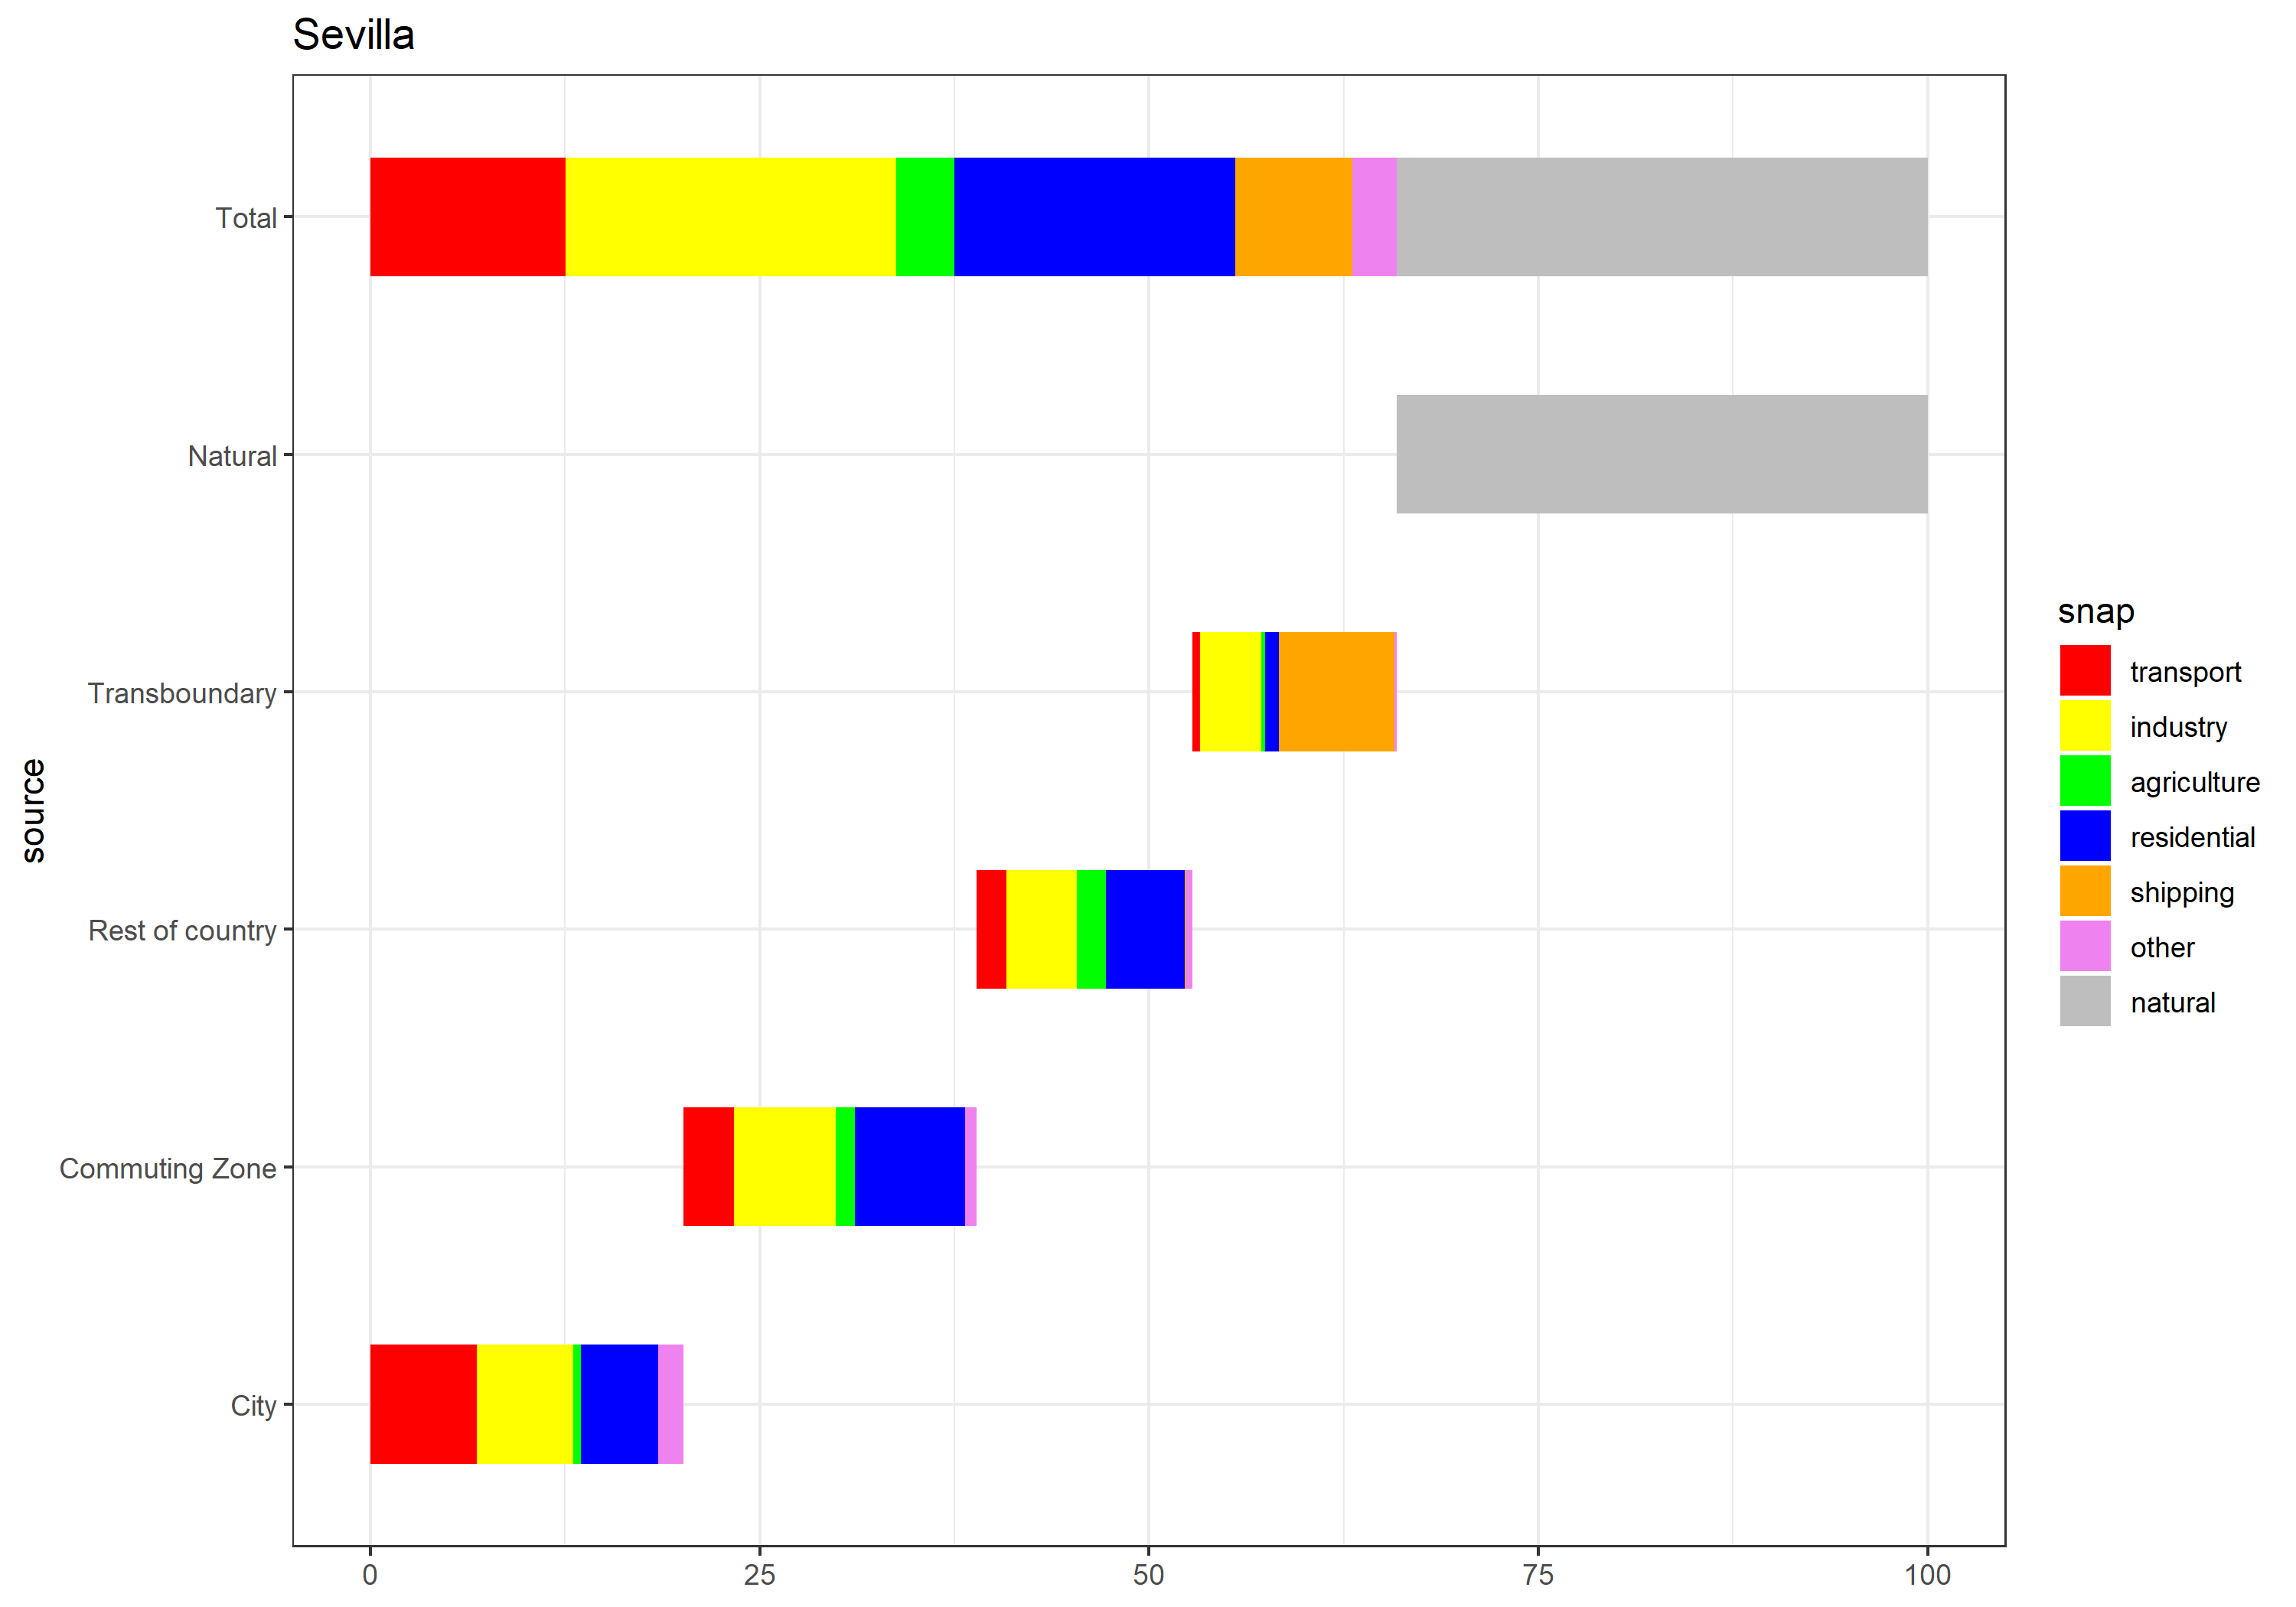 Sevilla
Total
Natural
Transboundary
Rest of country
Commuting Zone
City
source
0 25 50 75 100
snap
transport
industry
agriculture
residential
shipping
other
natural